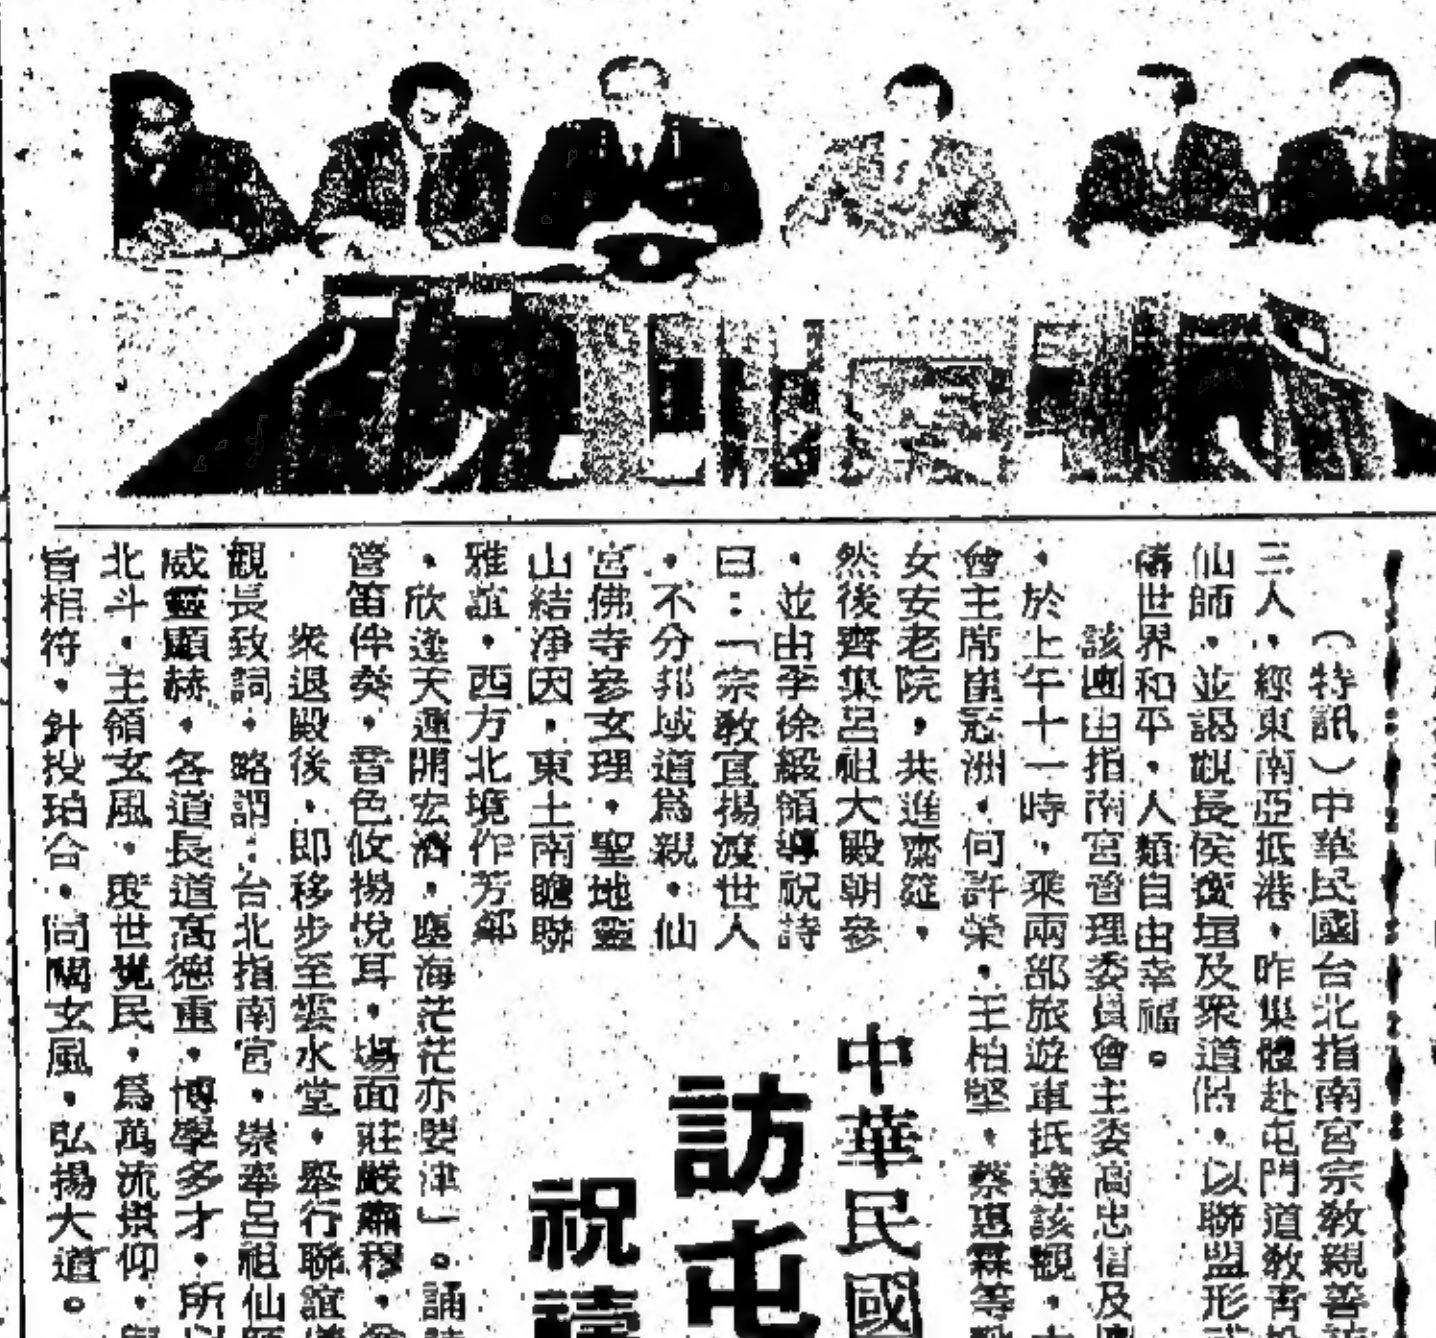 （特訊）中華民國台北指南宮宗教親善訪
三人，經東南亞抵港，昨集體赴屯門道教青
仙師，並謁觀長侯寶垣及眾道侶，以聯盟形式
禱世界和平，人類自由幸福。
該團由指南宮管理委員會主委高忠信及
，於上午十一時，乘兩部旅遊車抵達該觀，
會主席崔冠洲，何許榮，王柏堅，蔡惠霖等
女安老院，共進齋筵，
然後齊集呂祖大殿朝參
，並由李徐緞領導祝詩
曰：「宗教宣揚渡世人
，不分邦域道為親，仙
宮佛寺參玄理，聖地靈
山結淨因，東土南瞻聯
雅誼，西方北境作芳鄰
，欣逢天運開宏濟，塵海茫茫亦要津」。誦
管笛伴奏，音色攸揚悅耳，場面莊嚴肅穆，
眾退殿後，即移步至雲水堂，舉行聯誼
觀長致詞，略謂：台北指南宮，崇奉呂祖仙師
威靈顯赫，各道長道高德重，博學多才，所以
北斗，主領玄風，度世覺民，為萬流景仰，與
旨相符，針投珀合，同闡玄風，弘揚大道。
中華民國
訪屯
祝禱